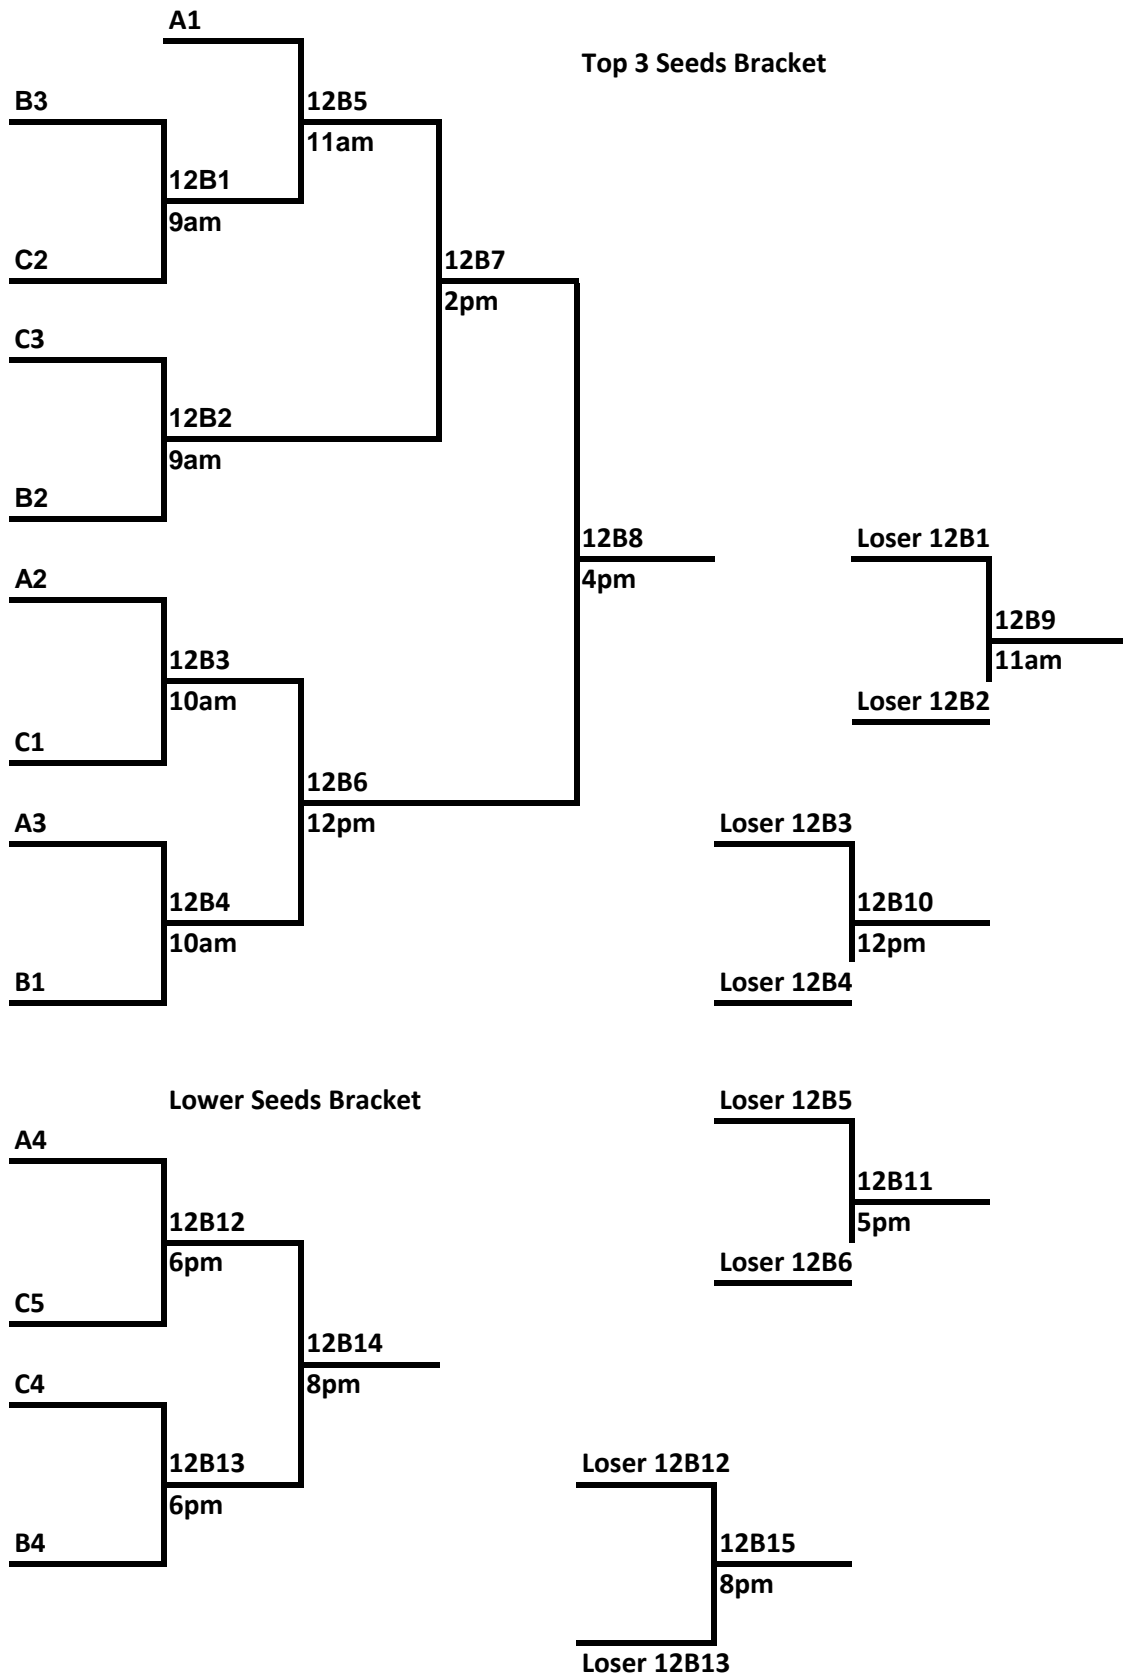 A1
Top 3 Seeds Bracket
B3
12B5
11am
12B1
9am
C2
12B7
2pm
C3
12B2
9am
B2
12B8
4pm
Loser 12B1
A2
12B9
11am
12B3
10am
Loser 12B2
C1
12B6
12pm
A3
Loser 12B3
12B4
10am
12B10
12pm
B1
Loser 12B4
Lower Seeds Bracket
Loser 12B5
A4
12B11
5pm
12B12
6pm
Loser 12B6
C5
12B14
8pm
C4
12B13
6pm
Loser 12B12
B4
12B15
8pm
Loser 12B13